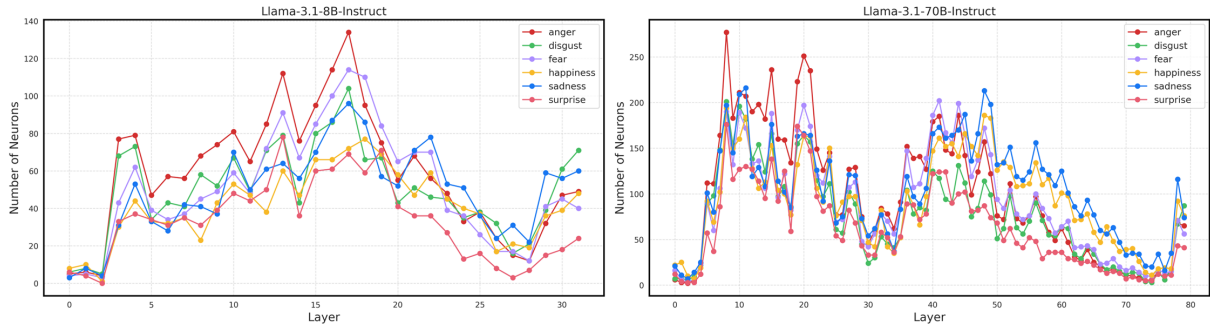 Llama-3.1-8B-Instruct
140
120
100
80
60
40
20
0
Number of Neurons
0 5 10 15 20 25 30
Layer
anger
disgust
fear
happiness
sadness
surprise
Llama-3.1-70B-Instruct
250
200
150
100
50
0
Number of Neurons
0 10 20 30 40 50 60 70 80
Layer
anger
disgust
fear
happiness
sadness
surprise